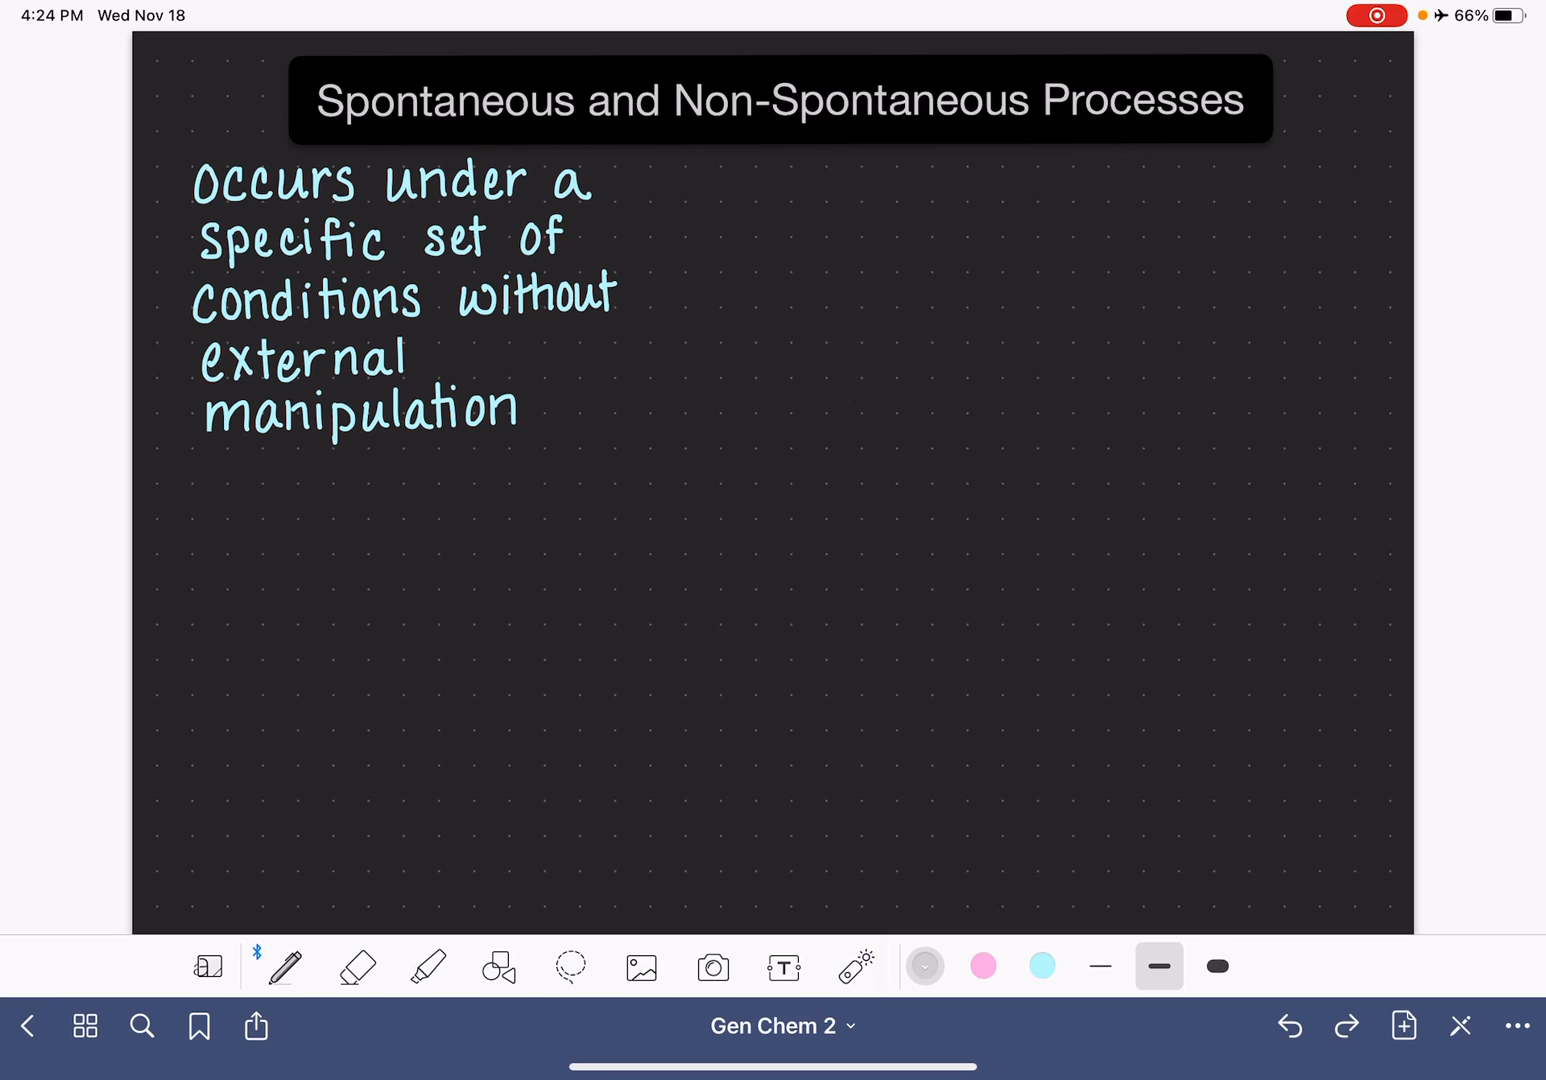 4:24 PM Wed Nov 18
66%
Spontaneous and Non-Spontaneous Processes
occurs under a
specific set of
conditions without
external
manipulation
T
Gen Chem 2